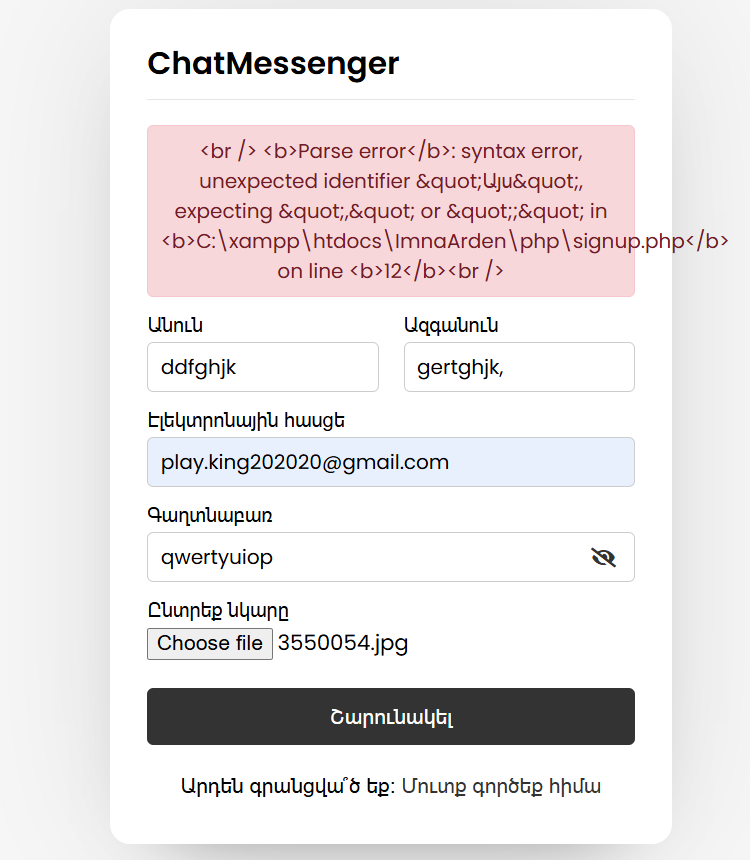 ChatMessenger
<br /> <b>Parse error</b>: syntax error,
unexpected identifier &quot;Այս&quot;,
expecting &quot;,&quot; or &quot;;&quot; in
<b>C:\xampp\htdocs\ImnaArden\php\signup.php</b>
on line <b>12</b><br />
Անուն Ազգանուն
ddfghjk gertghjk,
Էլեկտրոնային հասցե
play.king202020@gmail.com
Գաղտնաբառ
qwertyuiop
Ընտրեք նկարը
Choose file 3550054.jpg
Շարունակել
Արդեն գրանցվա՞ծ եք: Մուտք գործեք հիմա